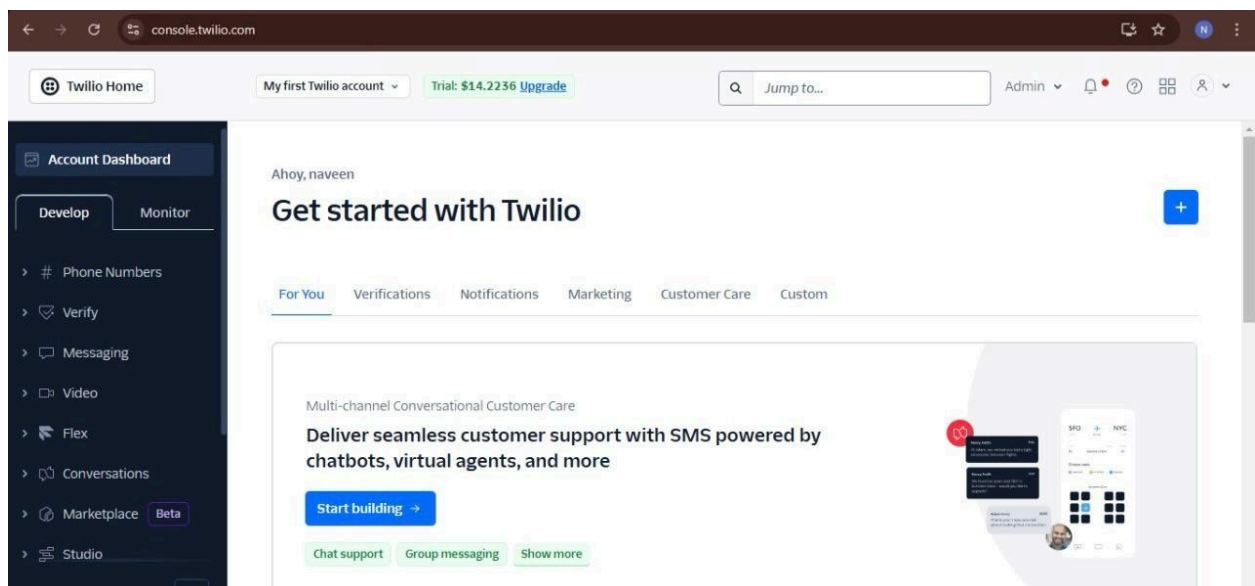 console.twilio.com
N
Twilio Home
My first Twilio account
Trial: $14.2236 Upgrade
Jump to...
Admin
Account Dashboard
Develop Monitor
Phone Numbers
Verify
Messaging
Video
Flex
Conversations
Marketplace Beta
Studio
Ahoy, naveen
Get started with Twilio
+
For You Verifications Notifications Marketing Customer Care Custom
Multi-channel Conversational Customer Care
Deliver seamless customer support with SMS powered by
chatbots, virtual agents, and more
Start building →
Chat support Group messaging Show more
SFO NYC